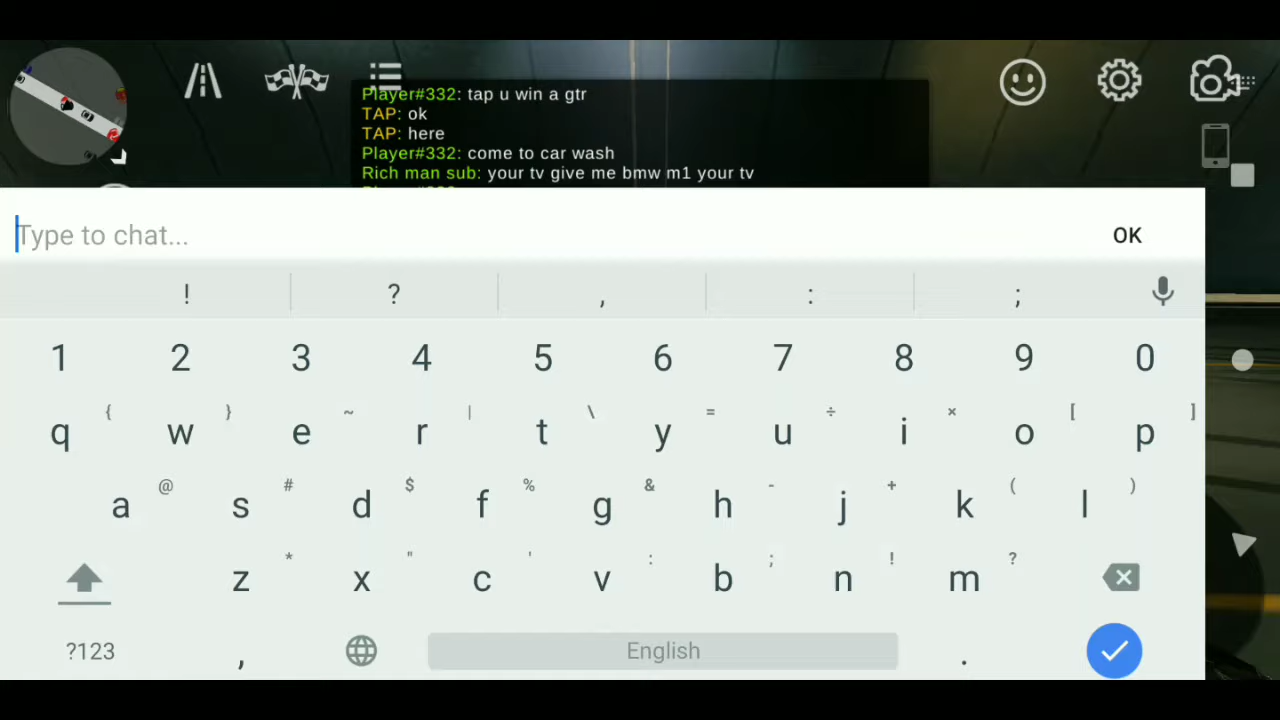 Player#332: tap u win a gtr
TAP: ok
TAP: here
Player#332: come to car wash
Rich man sub: your tv give me bmw m1 your tv
Type to chat...
OK
! ? , : ;
1 2 3 4 5 6 7 8 9 0
{ } ~ | \ = ÷ × [ ]
q w e r t y u i o p
@ # $ % & - + ( )
a s d f g h j k l
* " ' : ; ! ?
z x c v b n m
?123 , English .